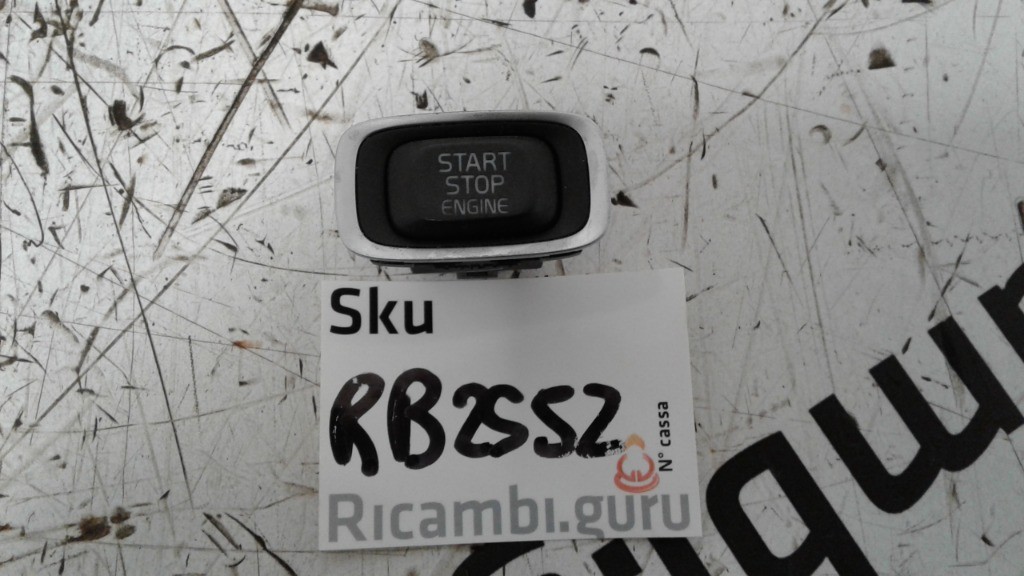 START
STOP
ENGINE
Sku
RB2552
N° cassa
Ricambi.guru